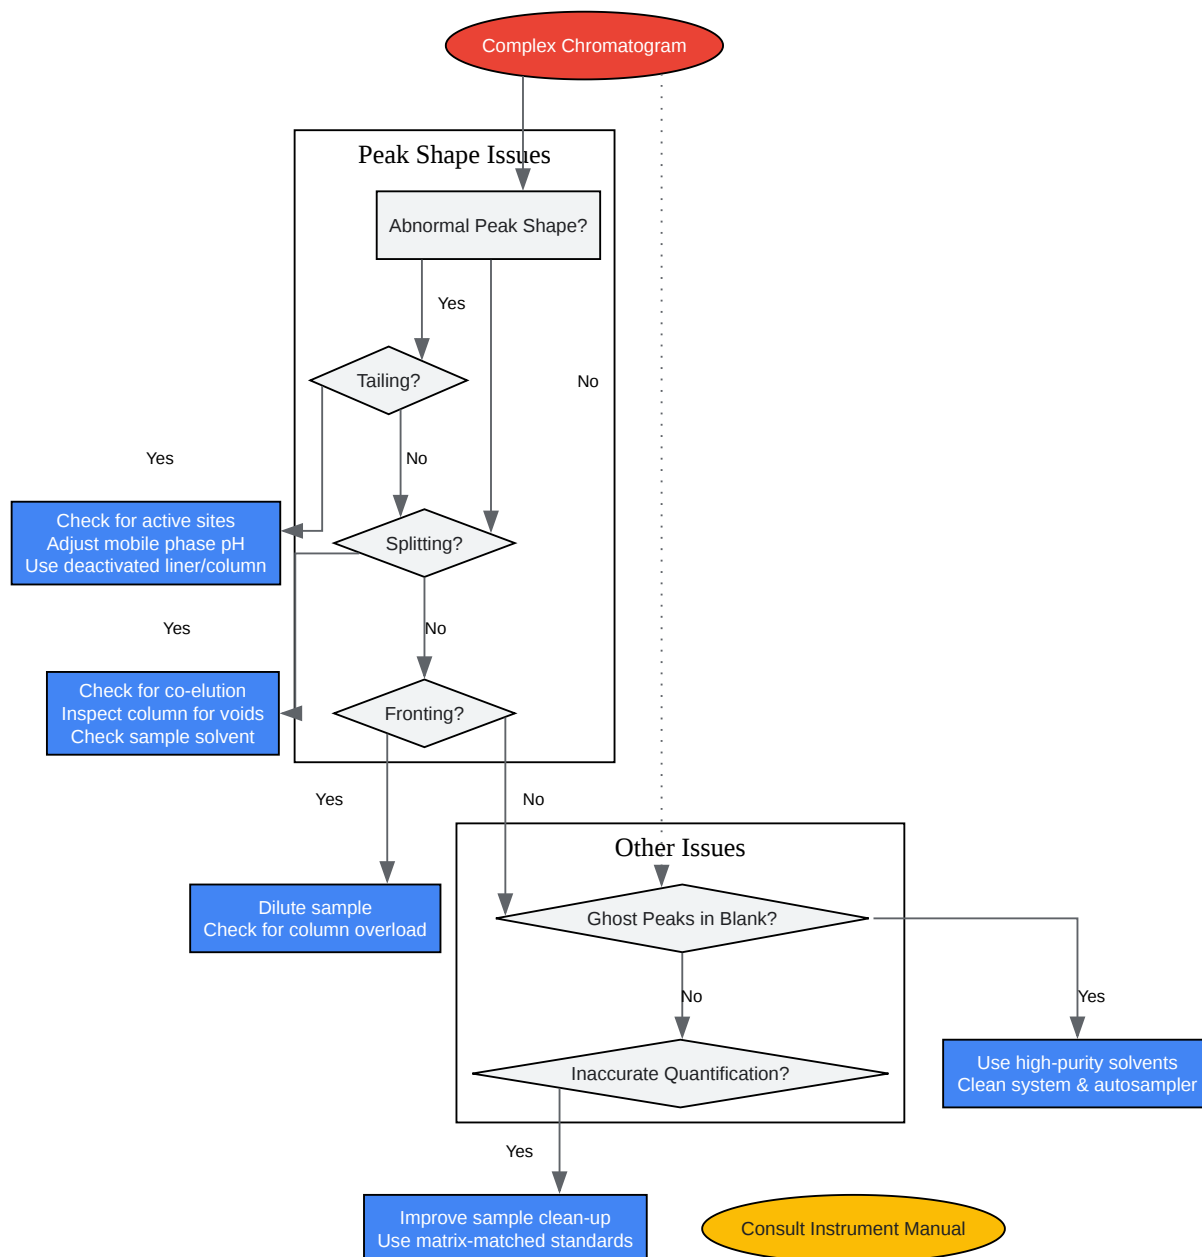 Complex Chromatogram
Peak Shape Issues
Abnormal Peak Shape?
Yes
Tailing?
No
Yes
No
Check for active sites
Adjust mobile phase pH
Use deactivated liner/column
Splitting?
Yes
No
Check for co-elution
Inspect column for voids
Check sample solvent
Fronting?
Yes
No
Other Issues
Dilute sample
Check for column overload
Ghost Peaks in Blank?
No
Yes
Inaccurate Quantification?
Use high-purity solvents
Clean system & autosampler
Yes
Improve sample clean-up
Use matrix-matched standards
Consult Instrument Manual